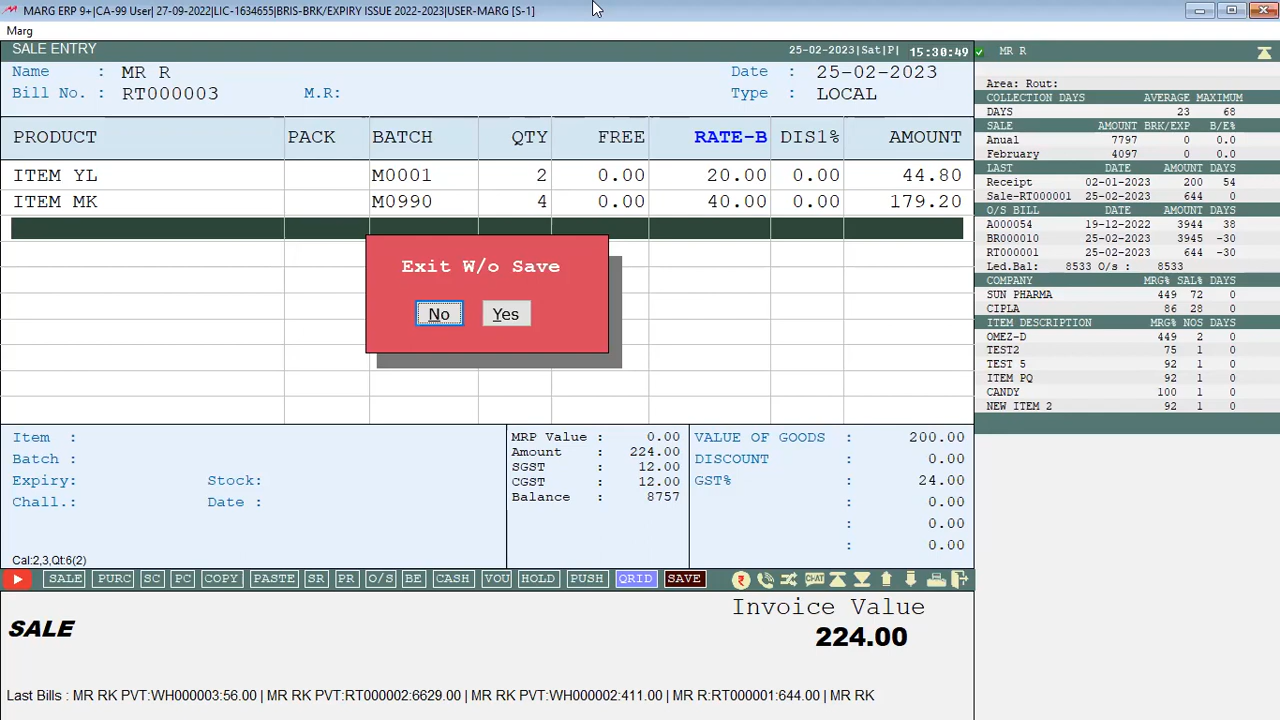 MARG ERP 9+|CA-99 User| 27-09-2022|LIC-1634655|BRIS-BRK/EXPIRY ISSUE 2022-2023|USER-MARG [S-1]
Marg
SALE ENTRY 25-02-2023|Sat|P| 15:30:49 MR R
Name : MR R Date : 25-02-2023
Bill No. : RT000003 M.R: Type : LOCAL
PRODUCT PACK BATCH QTY FREE RATE-B DIS1% AMOUNT
ITEM YL M0001 2 0.00 20.00 0.00 44.80
ITEM MK M0990 4 0.00 40.00 0.00 179.20
Exit W/o Save
No Yes
Area: Rout:
COLLECTION DAYS AVERAGE MAXIMUM
DAYS 23 68
SALE AMOUNT BRK/EXP B/E%
Anual 7797 0 0.0
February 4097 0 0.0
LAST DATE AMOUNT DAYS
Receipt 02-01-2023 200 54
Sale-RT000001 25-02-2023 644 0
O/S BILL DATE AMOUNT DAYS
A000054 19-12-2022 3944 38
BR000010 25-02-2023 3945 -30
RT000001 25-02-2023 644 -30
Led.Bal: 8533 O/s : 8533
COMPANY MRG% SAL% DAYS
SUN PHARMA 449 72 0
CIPLA 86 28 0
ITEM DESCRIPTION MRG% NOS DAYS
OMEZ-D 449 2 0
TEST2 75 1 0
TEST 5 92 1 0
ITEM PQ 92 1 0
CANDY 100 1 0
NEW ITEM 2 92 1 0
Item :
Batch :
Expiry: Stock:
Chall.: Date :
Cal:2,3,Qt:6(2)
MRP Value : 0.00
Amount : 224.00
SGST : 12.00
CGST : 12.00
Balance : 8757
VALUE OF GOODS : 200.00
DISCOUNT : 0.00
GST% : 24.00
: 0.00
: 0.00
: 0.00
SALE PURC SC PC COPY PASTE SR PR O/S BE CASH VOU HOLD PUSH QRID SAVE CHAT
Invoice Value
SALE 224.00
Last Bills : MR RK PVT:WH000003:56.00 | MR RK PVT:RT000002:6629.00 | MR RK PVT:WH000002:411.00 | MR R:RT000001:644.00 | MR RK